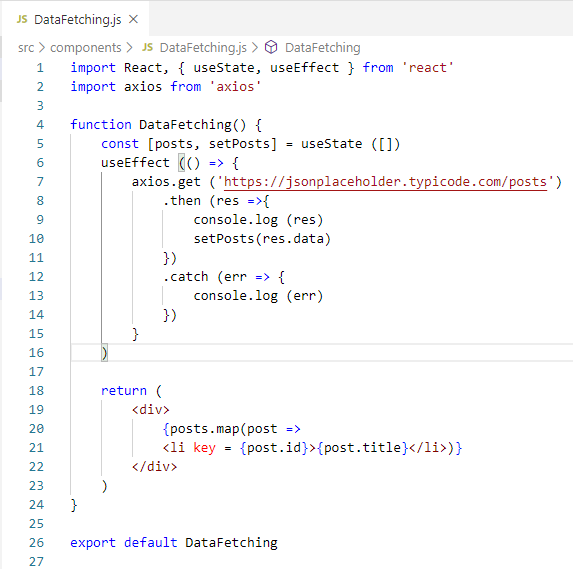 JS DataFetching.js ×
src > components > JS DataFetching.js > DataFetching
1 import React, { useState, useEffect } from 'react'
2 import axios from 'axios'
3
4 function DataFetching() {
5     const [posts, setPosts] = useState ([])
6     useEffect (() => {
7         axios.get ('https://jsonplaceholder.typicode.com/posts')
8             .then (res =>{
9                 console.log (res)
10                 setPosts(res.data)
11             })
12             .catch (err => {
13                 console.log (err)
14             })
15         }
16     )
17
18     return (
19         <div>
20             {posts.map(post =>
21             <li key = {post.id}>{post.title}</li>)}
22         </div>
23     )
24 }
25
26 export default DataFetching
27